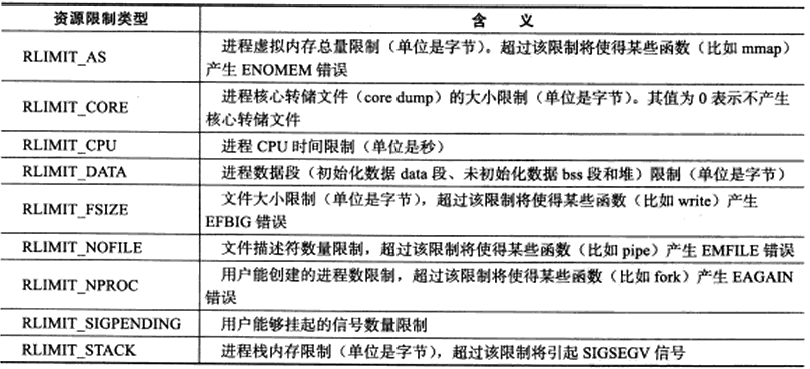 资源限制类型 含 义
RLIMIT_AS 进程虚拟内存总量限制（单位是字节）。超过该限制将使得某些函数（比如 mmap）
产生 ENOMEM 错误
RLIMIT_CORE 进程核心转储文件（core dump）的大小限制（单位是字节）。其值为 0 表示不产生
核心转储文件
RLIMIT_CPU 进程 CPU 时间限制（单位是秒）
RLIMIT_DATA 进程数据段（初始化数据 data 段、未初始化数据 bss 段和堆）限制（单位是字节）
RLIMIT_FSIZE 文件大小限制（单位是字节），超过该限制将使得某些函数（比如 write）产生
EFBIG 错误
RLIMIT_NOFILE 文件描述符数量限制，超过该限制将使得某些函数（比如 pipe）产生 EMFILE 错误
RLIMIT_NPROC 用户能创建的进程数限制，超过该限制将使得某些函数（比如 fork）产生 EAGAIN
错误
RLIMIT_SIGPENDING 用户能够挂起的信号数量限制
RLIMIT_STACK 进程栈内存限制（单位是字节），超过该限制将引起 SIGSEGV 信号